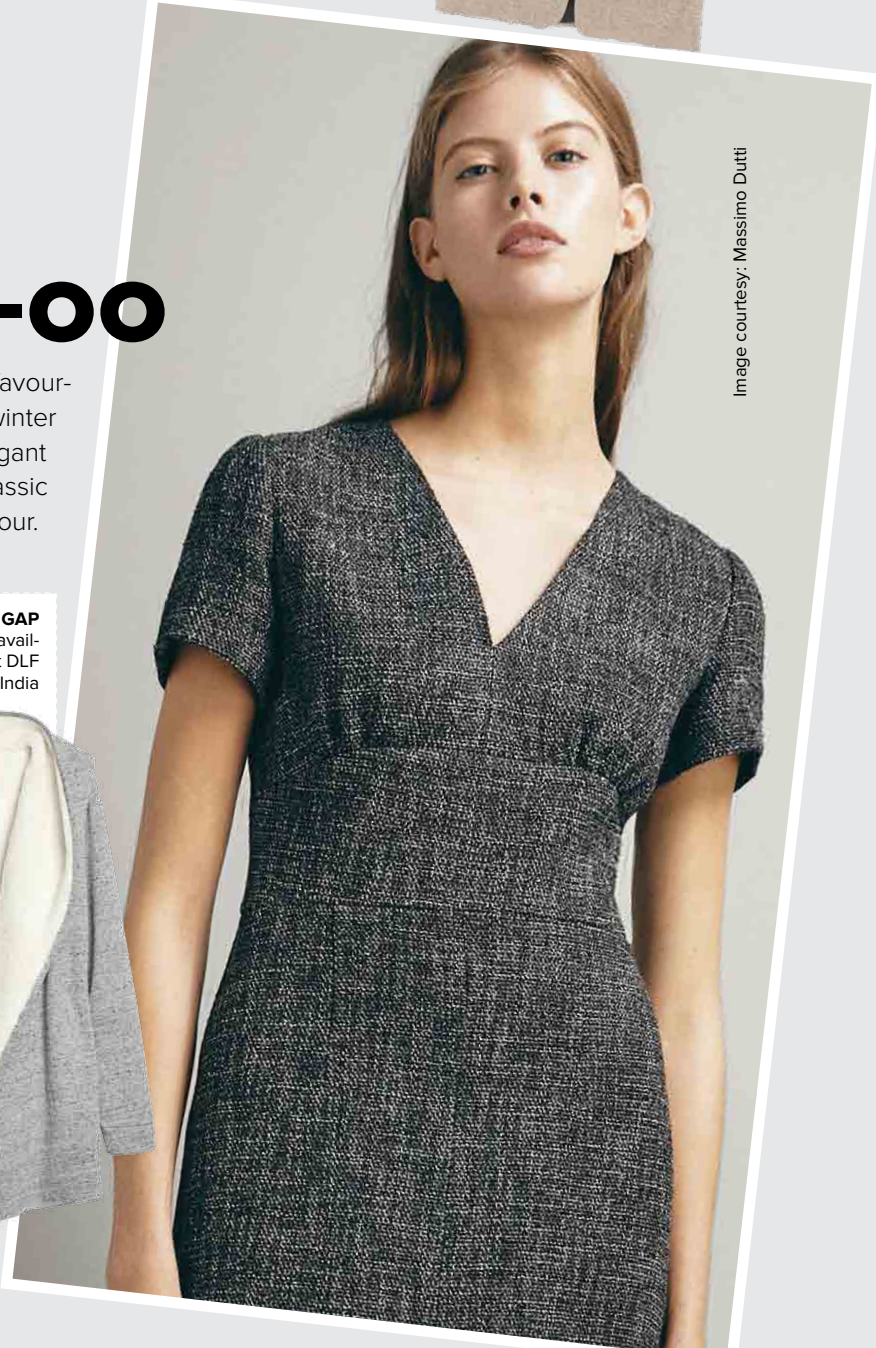 -OO
avour-
winter
gant
assic
our.
GAP
avail-
t DLF
India
Image courtesy: Massimo Dutti